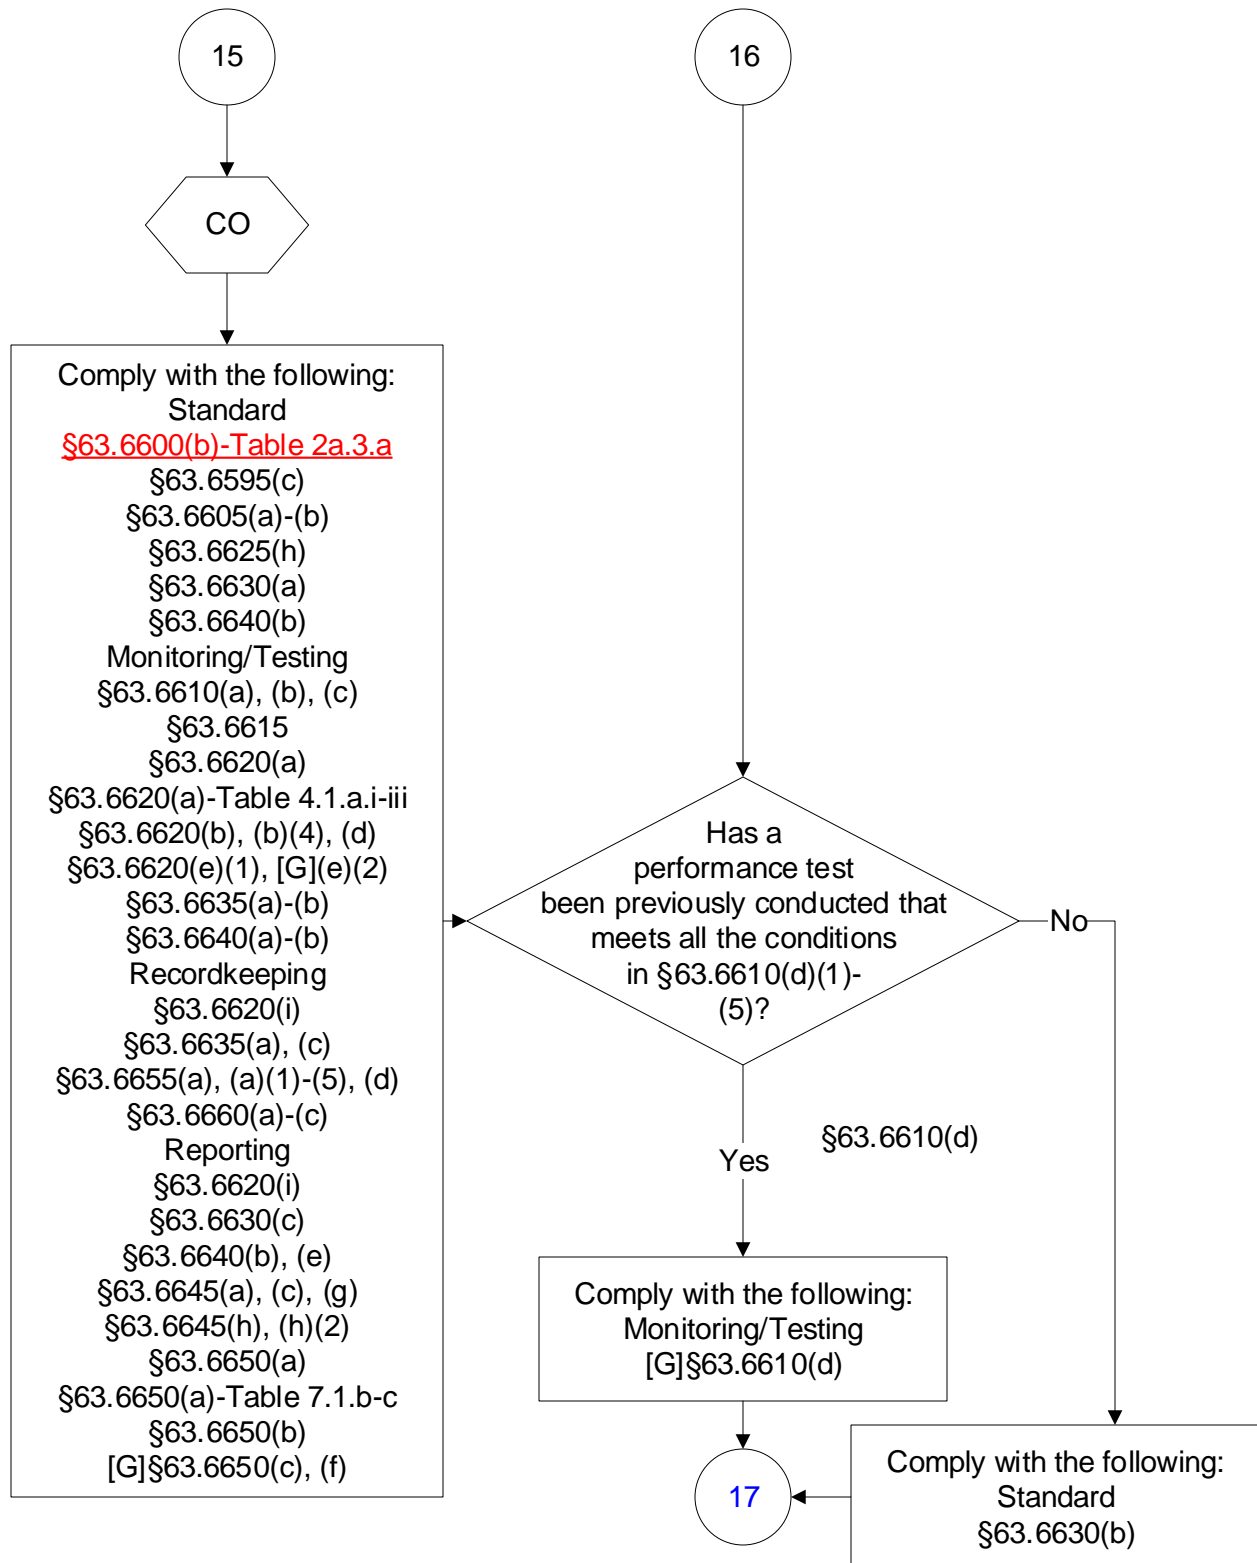 15
16
CO
Comply with the following:
Standard
§63.6600(b)-Table 2a.3.a
§63.6595(c)
§63.6605(a)-(b)
§63.6625(h)
§63.6630(a)
§63.6640(b)
Monitoring/Testing
§63.6610(a), (b), (c)
§63.6615
§63.6620(a)
§63.6620(a)-Table 4.1.a.i-iii
§63.6620(b), (b)(4), (d)
§63.6620(e)(1), [G](e)(2)
§63.6635(a)-(b)
§63.6640(a)-(b)
Recordkeeping
§63.6620(i)
§63.6635(a), (c)
§63.6655(a), (a)(1)-(5), (d)
§63.6660(a)-(c)
Reporting
§63.6620(i)
§63.6630(c)
§63.6640(b), (e)
§63.6645(a), (c), (g)
§63.6645(h), (h)(2)
§63.6650(a)
§63.6650(a)-Table 7.1.b-c
§63.6650(b)
[G]§63.6650(c), (f)
Has a
performance test
been previously conducted that
meets all the conditions
in §63.6610(d)(1)-
(5)?
No
Yes
§63.6610(d)
Comply with the following:
Monitoring/Testing
[G]§63.6610(d)
17
Comply with the following:
Standard
§63.6630(b)